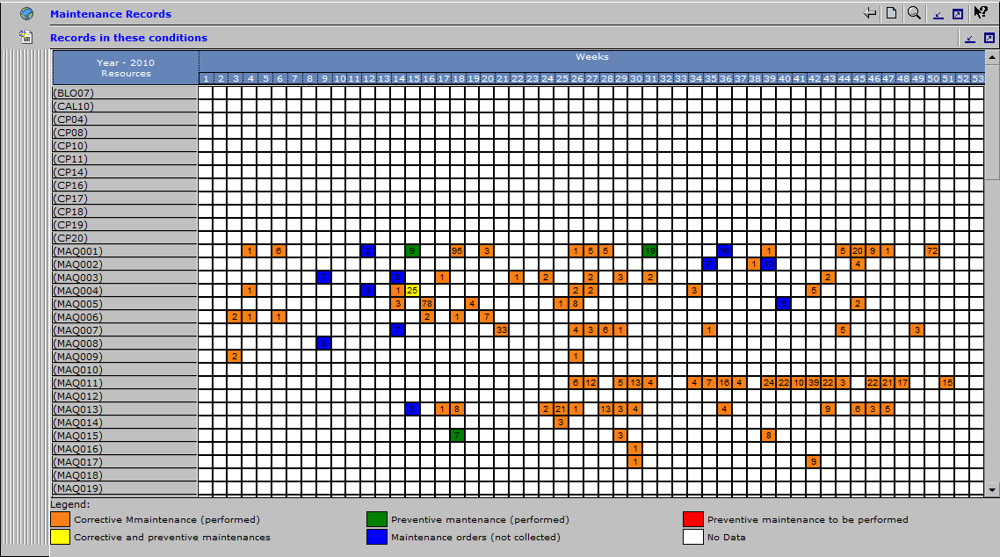 Maintenance Records
Records in these conditions
Year - 2010
Resources
Weeks
1 2 3 4 5 6 7 8 9 10 11 12 13 14 15 16 17 18 19 20 21 22 23 24 25 26 27 28 29 30 31 32 33 34 35 36 37 38 39 40 41 42 43 44 45 46 47 48 49 50 51 52 53
(BLO07)
(CAL10)
(CP04)
(CP08)
(CP10)
(CP11)
(CP14)
(CP16)
(CP17)
(CP18)
(CP19)
(CP20)
(MAQ001) 1 6 2 9 95 3 1 5 5 19 16 1 5 20 9 1 72
(MAQ002) 1 4
(MAQ003) 7 1 1 2 2 3 2 2
(MAQ004) 1 3 1 25 2 2 3 5
(MAQ005) 3 78 4 1 8 2
(MAQ006) 2 1 1 2 1 7
(MAQ007) 7 33 4 3 6 1 1 5 3
(MAQ008)
(MAQ009) 2 1
(MAQ010)
(MAQ011) 6 12 5 13 4 4 7 16 4 24 22 10 39 22 3 22 21 17 15
(MAQ012)
(MAQ013) 1 8 2 21 1 13 3 4 4 9 6 3 5
(MAQ014) 3
(MAQ015) 7 3 8
(MAQ016) 1
(MAQ017) 1 9
(MAQ018)
(MAQ019)
Legend:
Corrective Mmaintenance (performed) Preventive mantenance (performed) Preventive maintenance to be performed
Corrective and preventive maintenances Maintenance orders (not collected) No Data